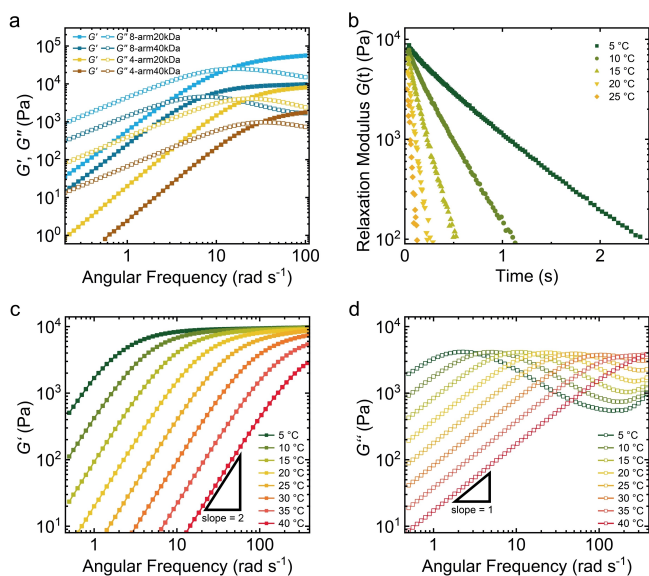 a
G′ G″ 8-arm20kDa
G′ G″ 8-arm40kDa
G′ G″ 4-arm20kDa
G′ G″ 4-arm40kDa
10⁵
10⁴
10³
10²
10¹
10⁰
G′, G″ (Pa)
1
10
100
Angular Frequency (rad s⁻¹)
b
5 °C
10 °C
15 °C
20 °C
25 °C
10⁴
10³
10²
Relaxation Modulus G(t) (Pa)
0
1
2
Time (s)
c
10⁴
10³
10²
10¹
G‘ (Pa)
5 °C
10 °C
15 °C
20 °C
25 °C
30 °C
35 °C
40 °C
slope = 2
1
10
100
Angular Frequency (rad s⁻¹)
d
10⁴
10³
10²
10¹
G‘‘ (Pa)
5 °C
10 °C
15 °C
20 °C
25 °C
30 °C
35 °C
40 °C
slope = 1
1
10
100
Angular Frequency (rad s⁻¹)